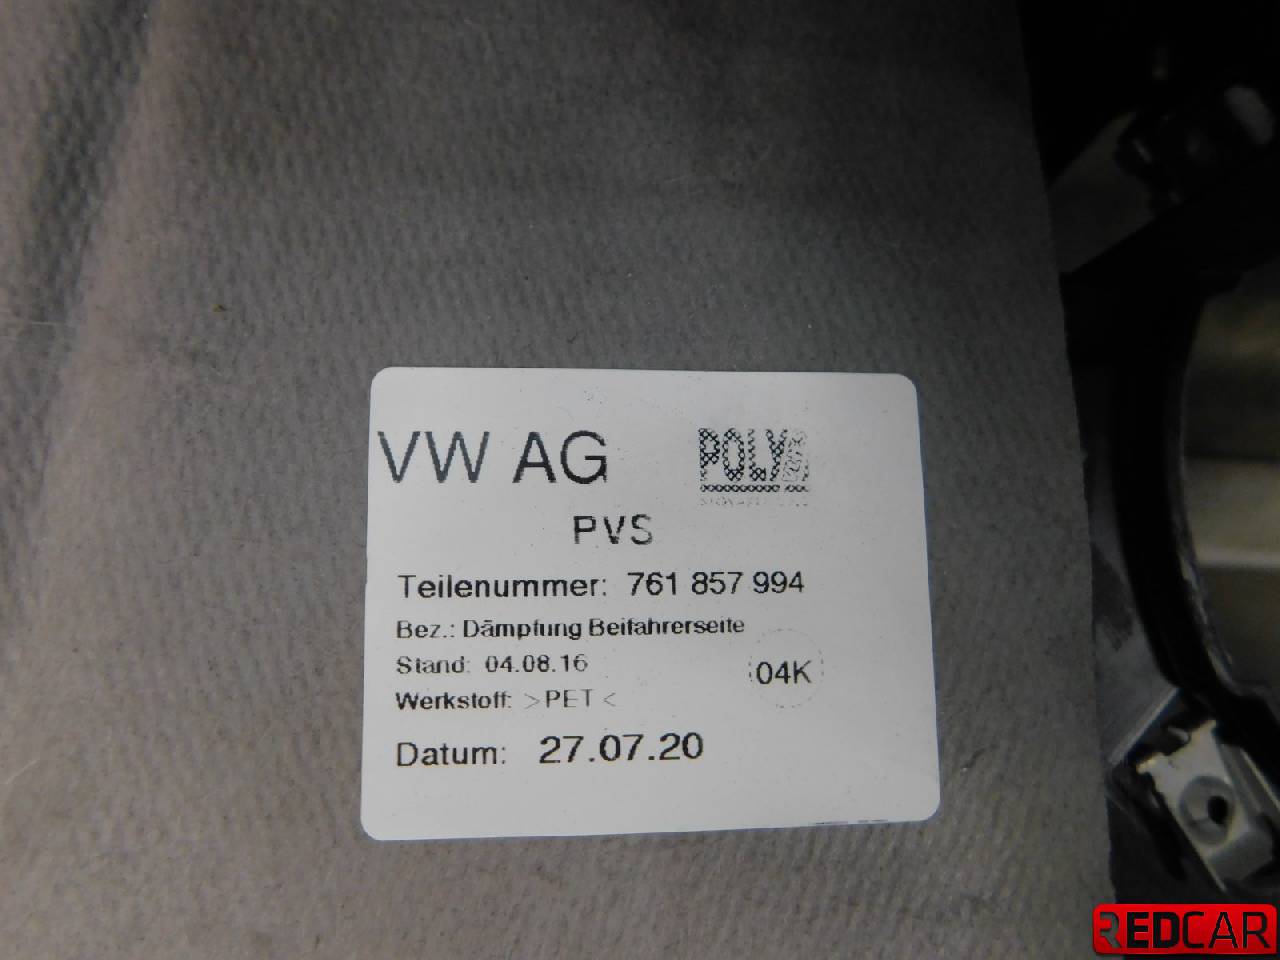 VW AG
POLY
PVS
Teilenummer: 761 857 994
Bez.: Dämpfung Beifahrerseite
Stand: 04.08.16
04K
Werkstoff: >PET<
Datum: 27.07.20
REDCAR